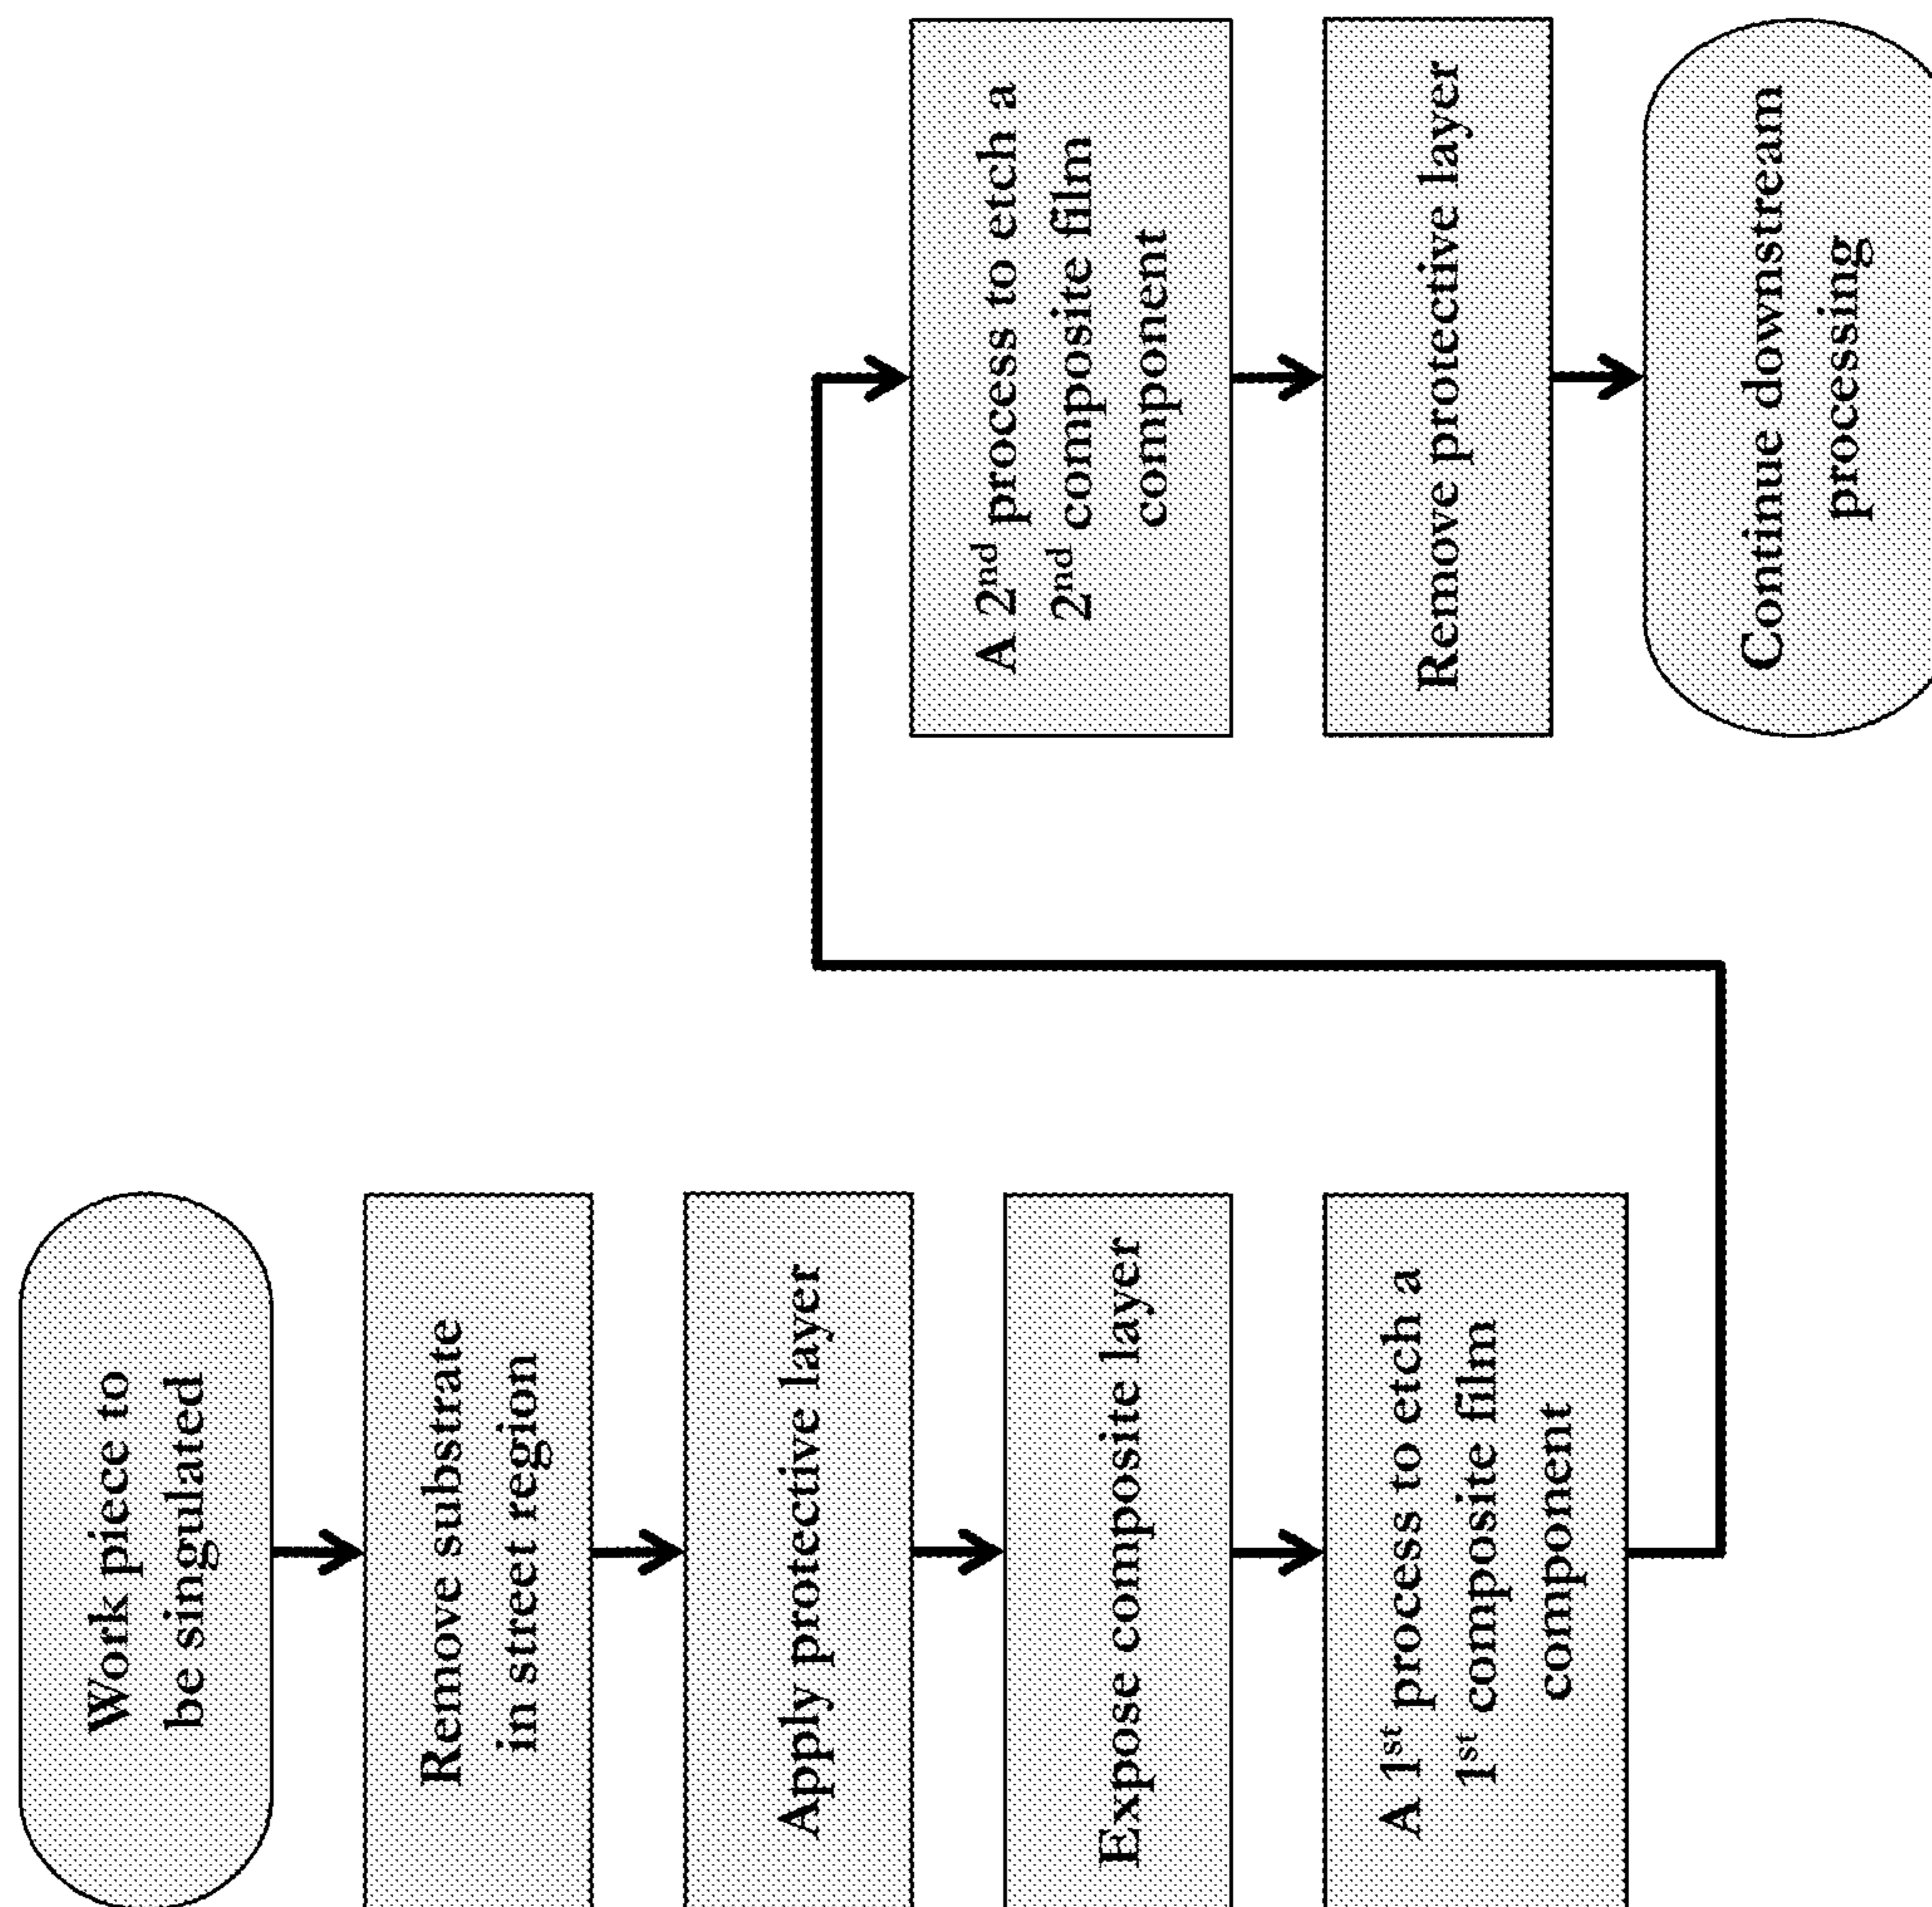 Work piece to
be singulated
Remove substrate
in street region
Apply protective layer
Expose composite layer
A 1st process to etch a
1st composite film
component
A 2nd process to etch a
2nd composite film
component
Remove protective layer
Continue downstream
processing